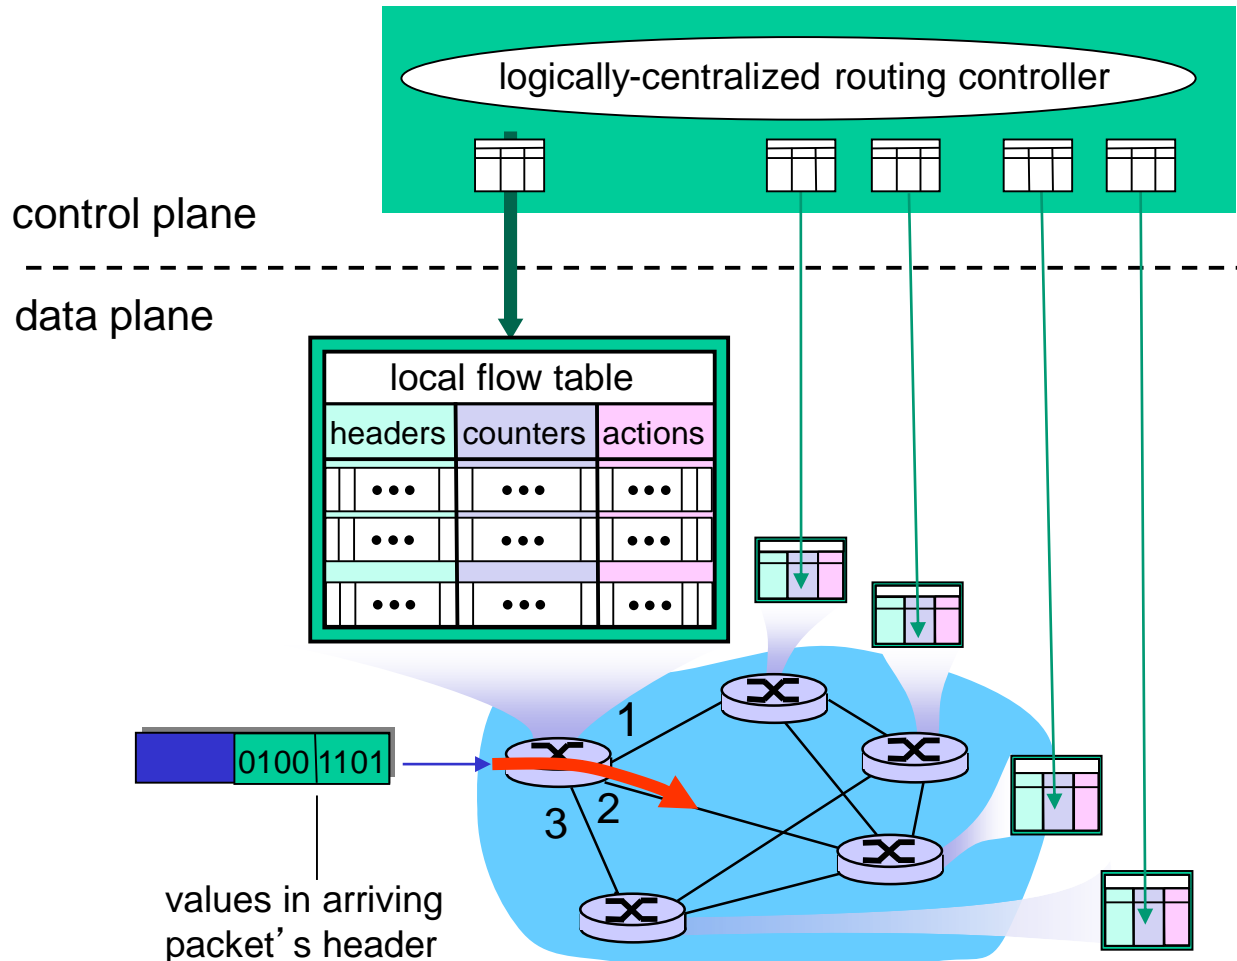 logically-centralized routing controller
control plane
data plane
local flow table
headers counters actions
1
0100 1101
2
3
values in arriving
packet’s header